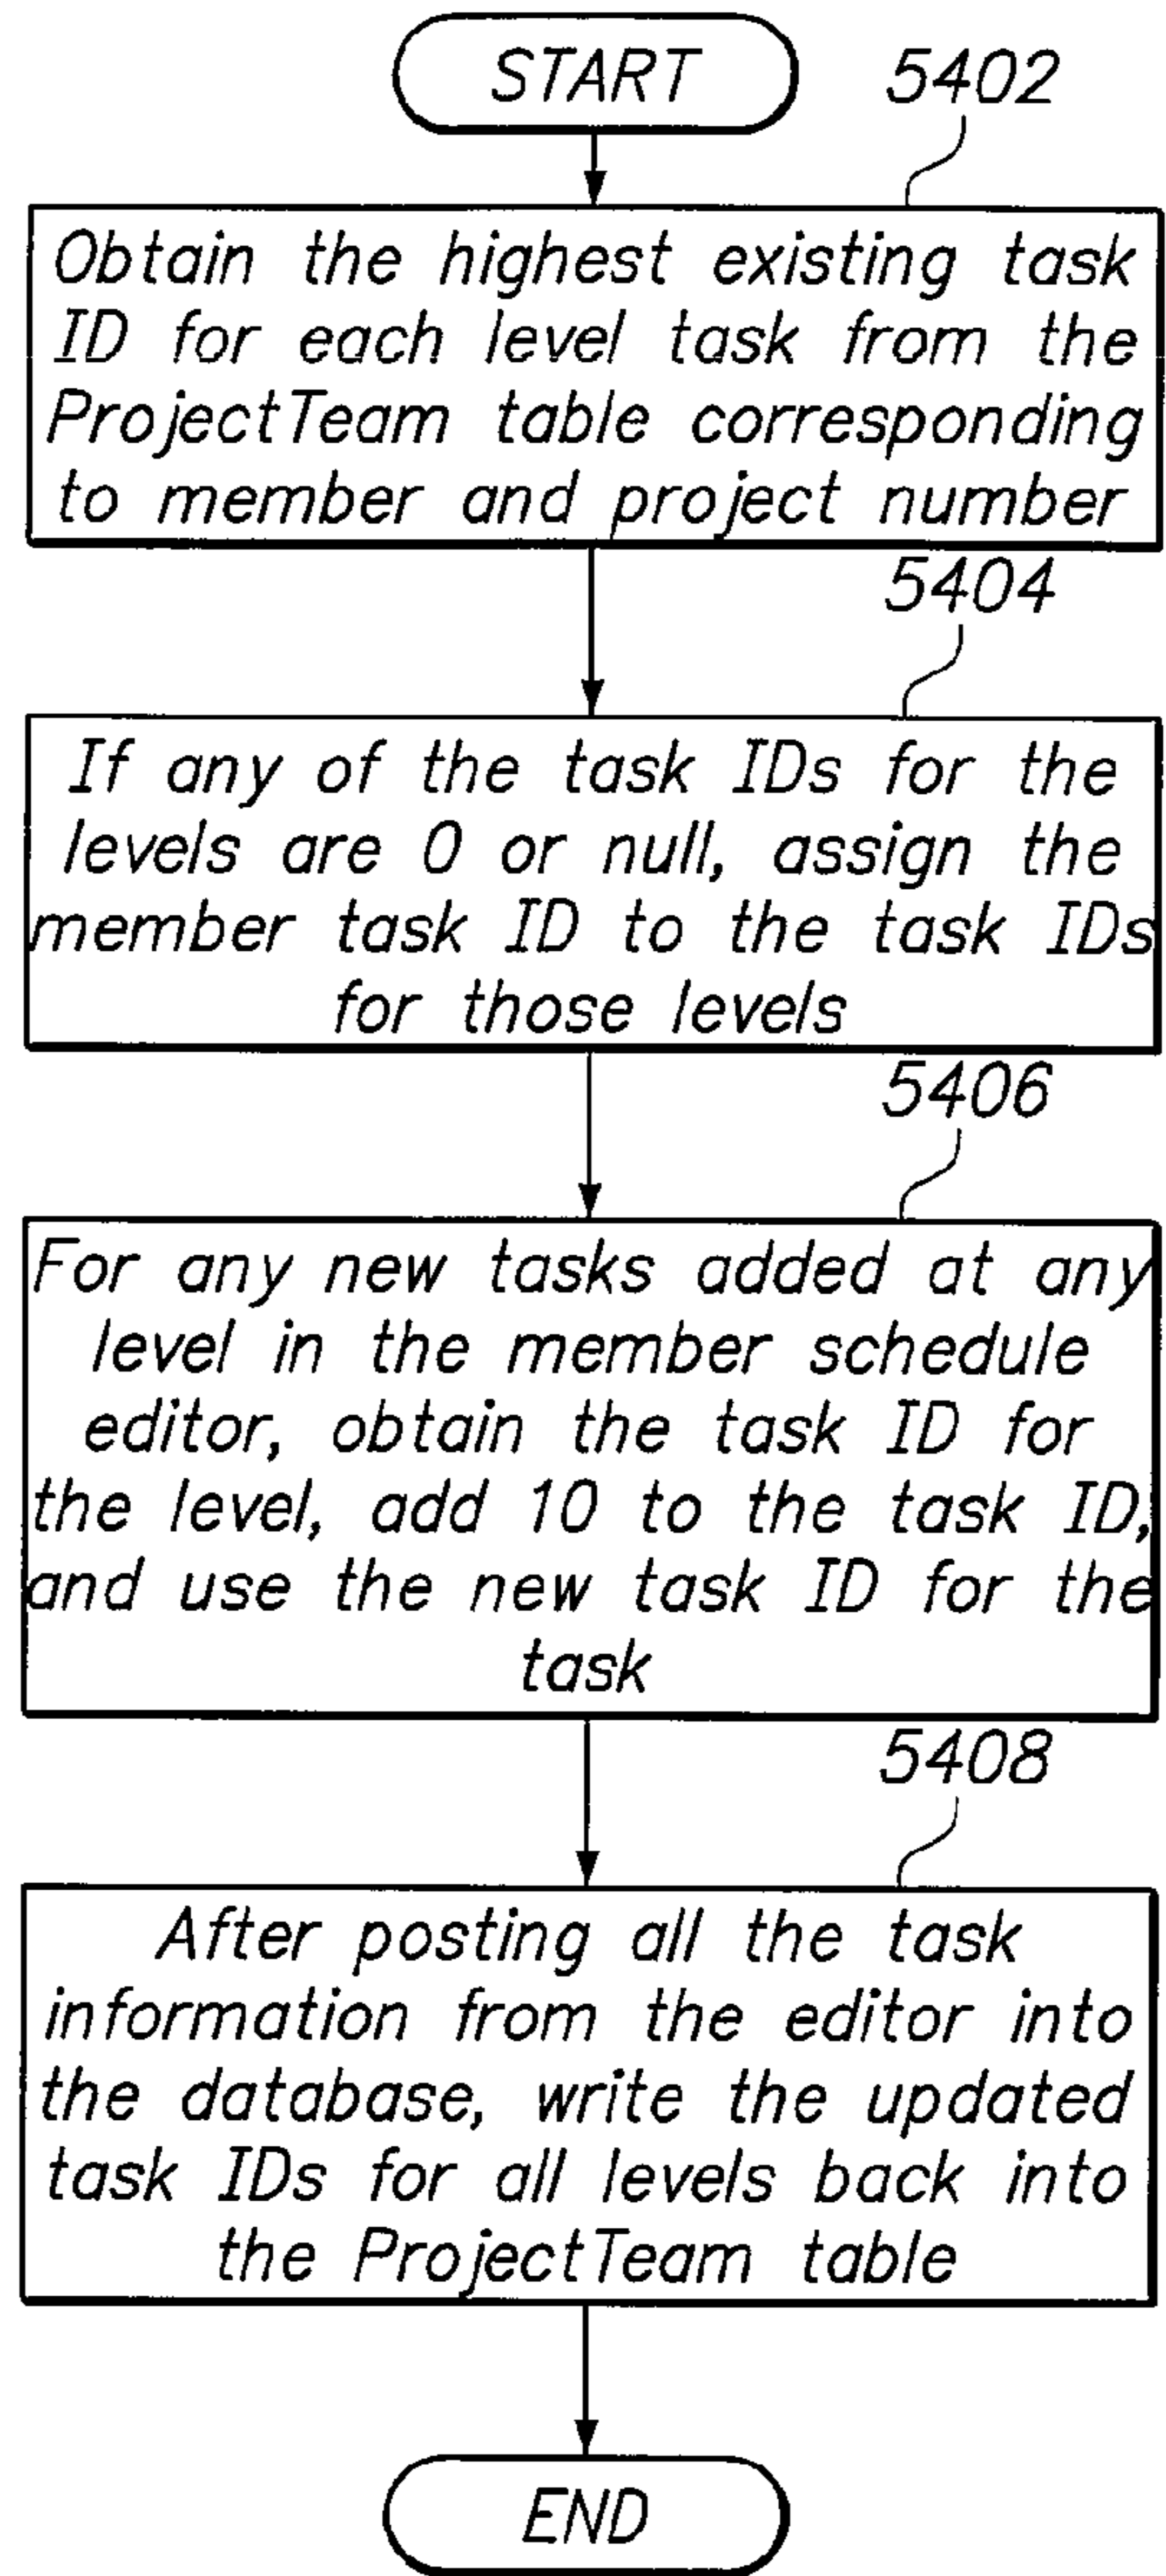 START
5402
Obtain the highest existing task
ID for each level task from the
ProjectTeam table corresponding
to member and project number
5404
If any of the task IDs for the
levels are 0 or null, assign the
member task ID to the task IDs
for those levels
5406
For any new tasks added at any
level in the member schedule
editor, obtain the task ID for
the level, add 10 to the task ID,
and use the new task ID for the
task
5408
After posting all the task
information from the editor into
the database, write the updated
task IDs for all levels back into
the ProjectTeam table
END